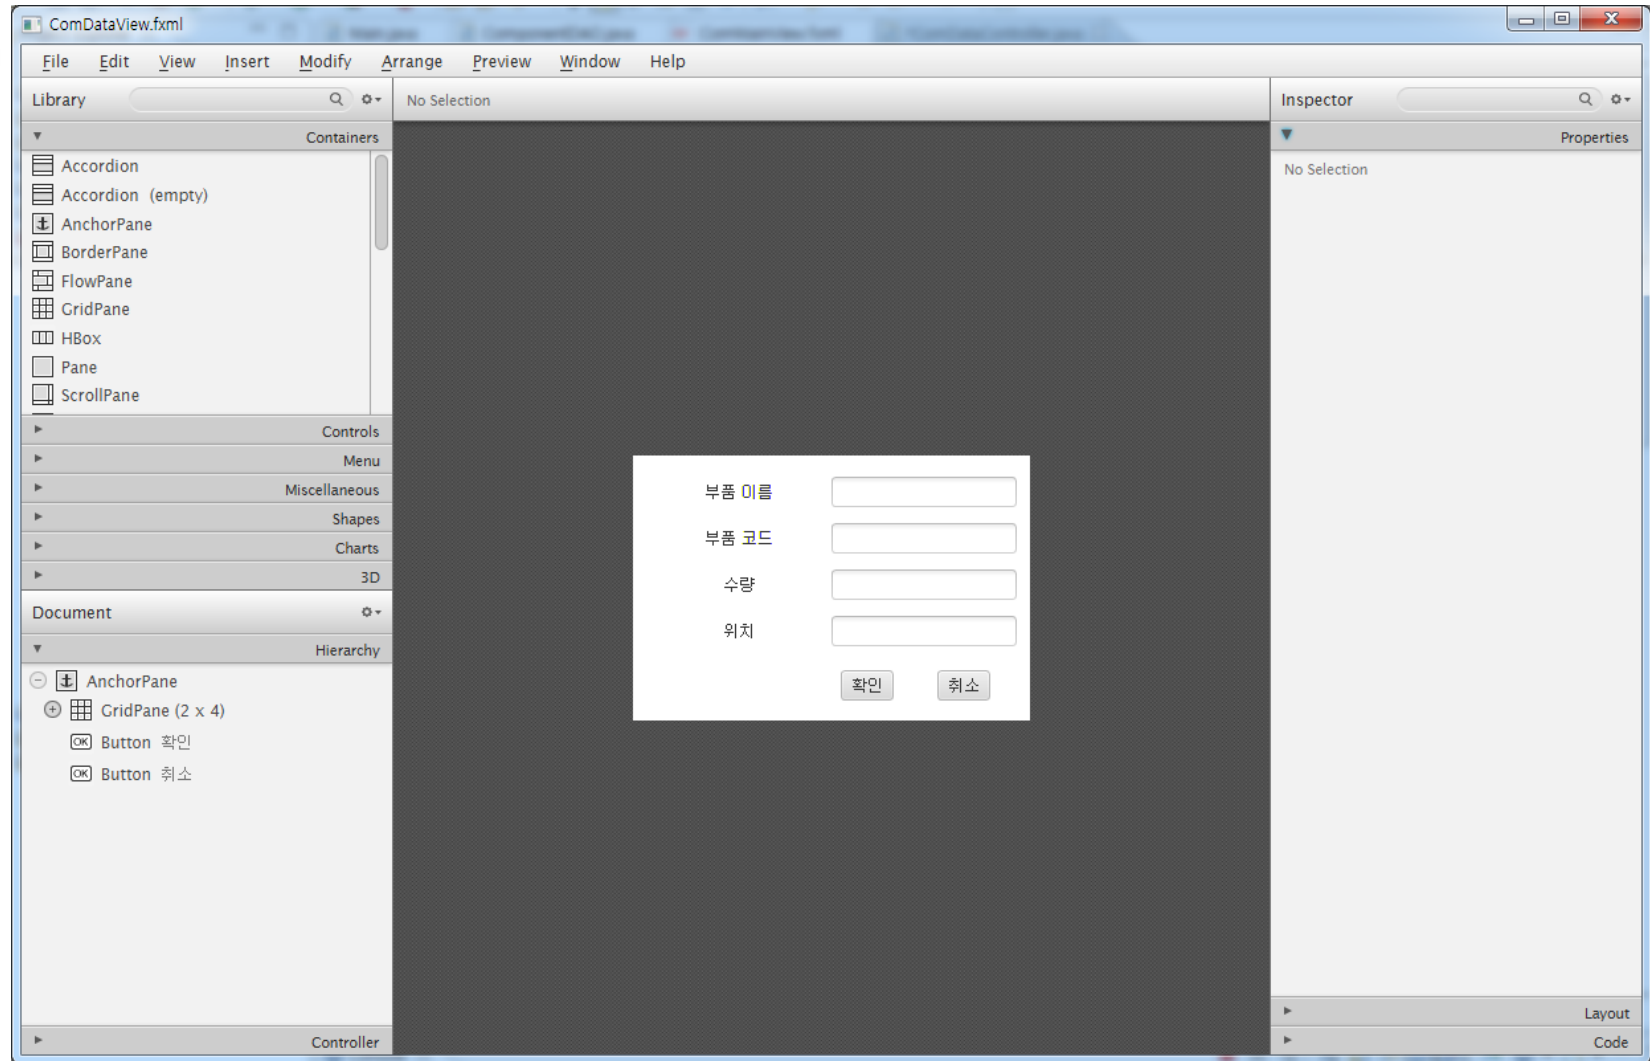 ComDataView.fxml
File Edit View Insert Modify Arrange Preview Window Help
Library
No Selection
Inspector
Containers
Properties
Accordion
No Selection
Accordion (empty)
AnchorPane
BorderPane
FlowPane
GridPane
HBox
Pane
ScrollPane
Controls
Menu
Miscellaneous
Shapes
Charts
3D
부품 이름
부품 코드
수량
위치
확인 취소
Document
Hierarchy
AnchorPane
GridPane (2 x 4)
OK Button 확인
OK Button 취소
Controller
Layout
Code